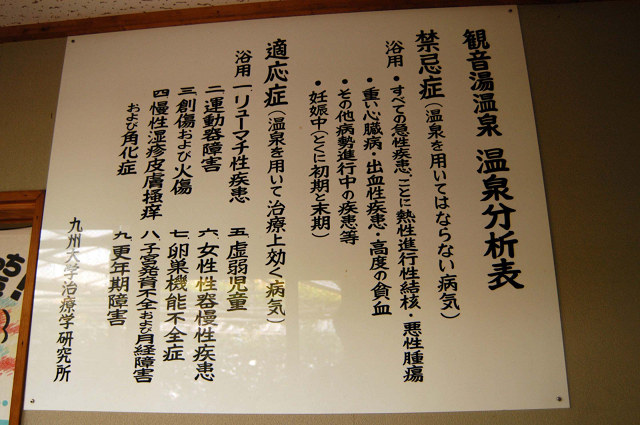 観音湯温泉 温泉分析表
禁忌症（温泉を用いてはならない病気）
浴用・すべての急性疾患、ことに熱性進行性結核・悪性腫瘍
・重い心臓病・出血性疾患・高度の貧血
・その他病勢進行中の疾患等
・妊娠中（とくに初期と末期）
適応症（温泉を用いて治療上効く病気）
浴用 一 リューマチ性疾患 五 虚弱児童
二 運動容障害 六 女性性容慢性疾患
三 創傷および火傷 七 卵巣機能不全症
四 慢性湿疹皮膚掻痒 八 子宮発育不全および月経障害
および角化症 九 更年期障害
九州大学治療学研究所